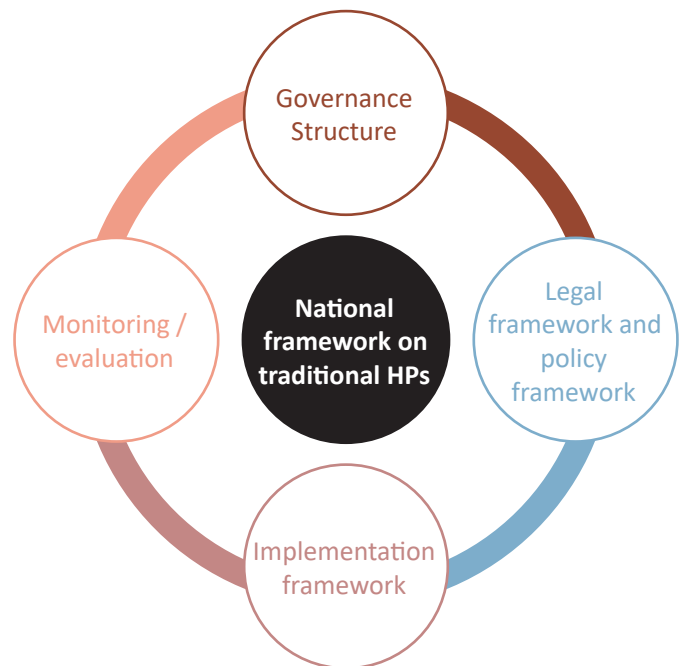 Governance
Structure
Monitoring /
evaluation
National
framework on
traditional HPs
Legal
framework and
policy
framework
Implementation
framework